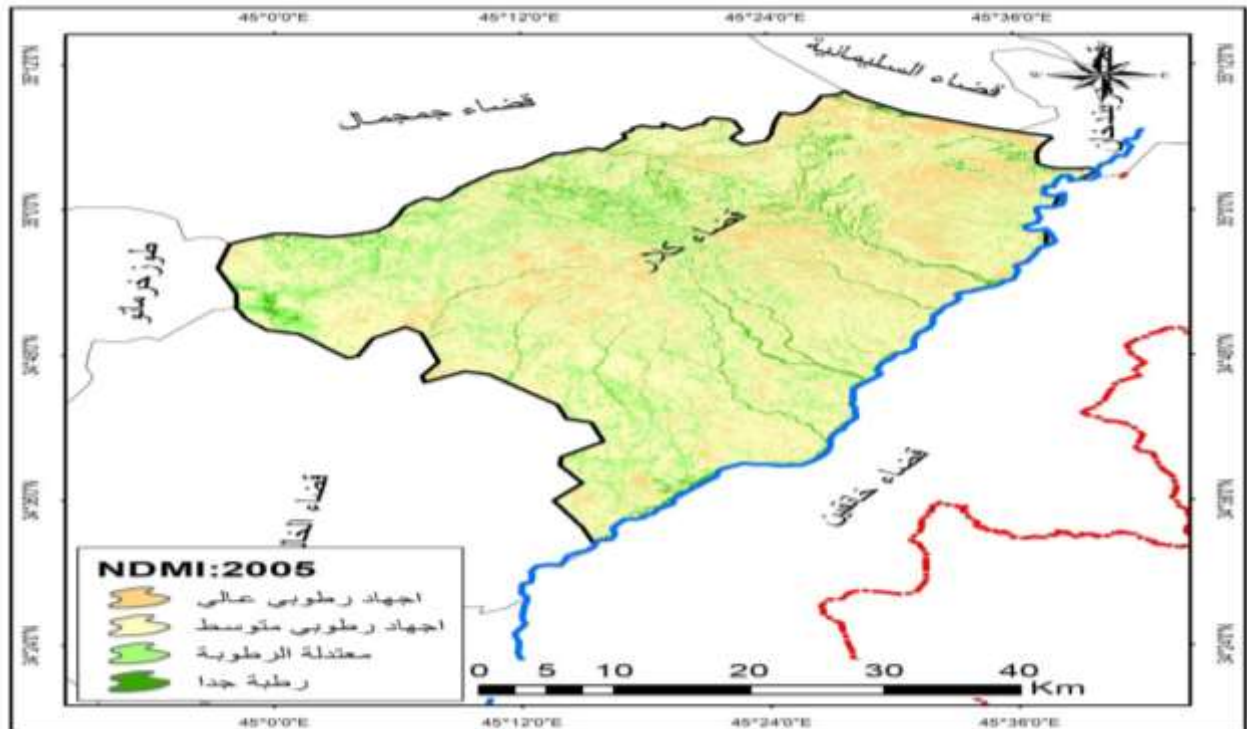 45°0'0"E 45°12'0"E 45°24'0"E 45°36'0"E
قضاء السليمانية
قضاء جمجمال
قضاء كلار
طوزخرماتو
قضاء خانقين
قضاء
NDMI:2005
اجهاد رطوبي عالي
اجهاد رطوبي متوسط
معتدلة الرطوبة
رطبة جدا
0 5 10 20 30 40
Km
45°0'0"E 45°12'0"E 45°24'0"E 45°36'0"E